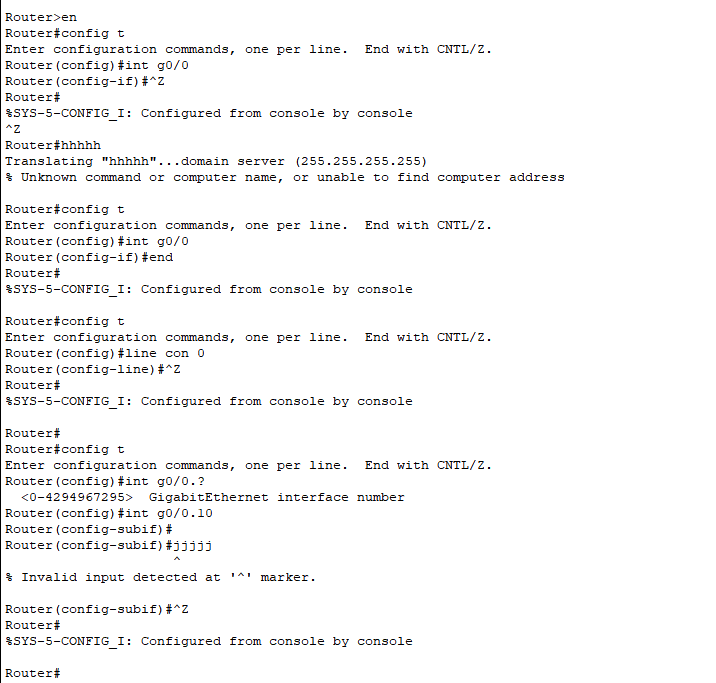 Router>en
Router#config t
Enter configuration commands, one per line.  End with CNTL/Z.
Router(config)#int g0/0
Router(config-if)#^Z
Router#
%SYS-5-CONFIG_I: Configured from console by console
^Z
Router#hhhhh
Translating "hhhhh"...domain server (255.255.255.255)
% Unknown command or computer name, or unable to find computer address
Router#config t
Enter configuration commands, one per line.  End with CNTL/Z.
Router(config)#int g0/0
Router(config-if)#end
Router#
%SYS-5-CONFIG_I: Configured from console by console
Router#config t
Enter configuration commands, one per line.  End with CNTL/Z.
Router(config)#line con 0
Router(config-line)#^Z
Router#
%SYS-5-CONFIG_I: Configured from console by console
Router#
Router#config t
Enter configuration commands, one per line.  End with CNTL/Z.
Router(config)#int g0/0.?
  <0-4294967295>  GigabitEthernet interface number
Router(config)#int g0/0.10
Router(config-subif)#
Router(config-subif)#jjjjj
                      ^
% Invalid input detected at '^' marker.
Router(config-subif)#^Z
Router#
%SYS-5-CONFIG_I: Configured from console by console
Router#